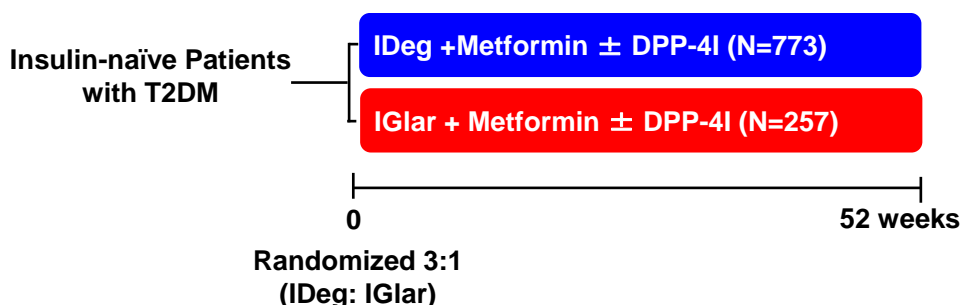 Insulin-naïve Patients
with T2DM
IDeg +Metformin ± DPP-4I (N=773)
IGlar + Metformin ± DPP-4I (N=257)
0
52 weeks
Randomized 3:1
(IDeg: IGlar)